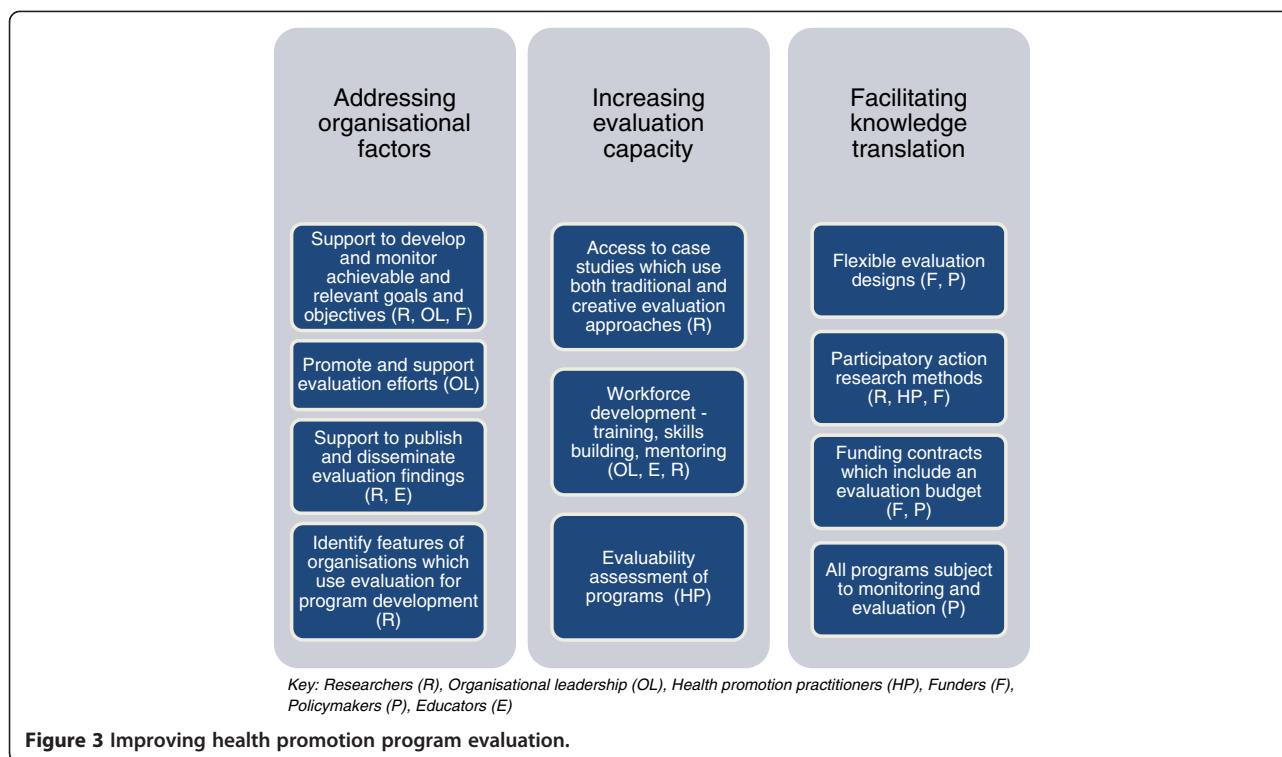 Addressing
organisational
factors
Support to develop
and monitor
achievable and
relevant goals and
objectives (R, OL, F)
Promote and support
evaluation efforts (OL)
Support to publish
and disseminate
evaluation findings
(R, E)
Identify features of
organisations which
use evaluation for
program development
(R)
Increasing
evaluation
capacity
Access to case
studies which use
both traditional and
creative evaluation
approaches (R)
Workforce
development -
training, skills
building, mentoring
(OL, E, R)
Evaluability
assessment of
programs (HP)
Facilitating
knowledge
translation
Flexible evaluation
designs (F, P)
Participatory action
research methods
(R, HP, F)
Funding contracts
which include an
evaluation budget
(F, P)
All programs subject
to monitoring and
evaluation (P)
Key: Researchers (R), Organisational leadership (OL), Health promotion practitioners (HP), Funders (F),
Policymakers (P), Educators (E)
Figure 3 Improving health promotion program evaluation.